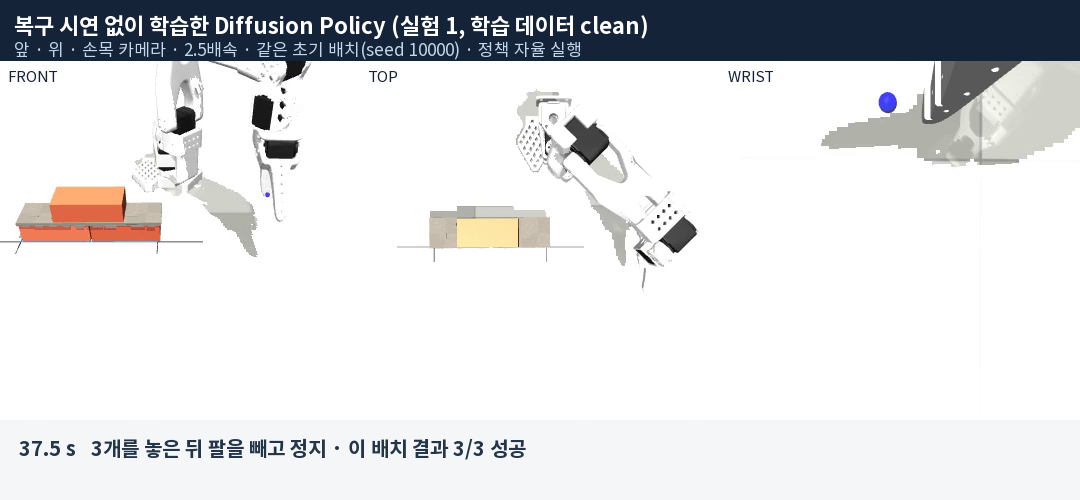 복구 시연 없이 학습한 Diffusion Policy (실험 1, 학습 데이터 clean)
앞 · 위 · 손목 카메라 · 2.5배속 · 같은 초기 배치(seed 10000) · 정책 자율 실행
FRONT
TOP
WRIST
37.5 s 3개를 놓은 뒤 팔을 빼고 정지 · 이 배치 결과 3/3 성공